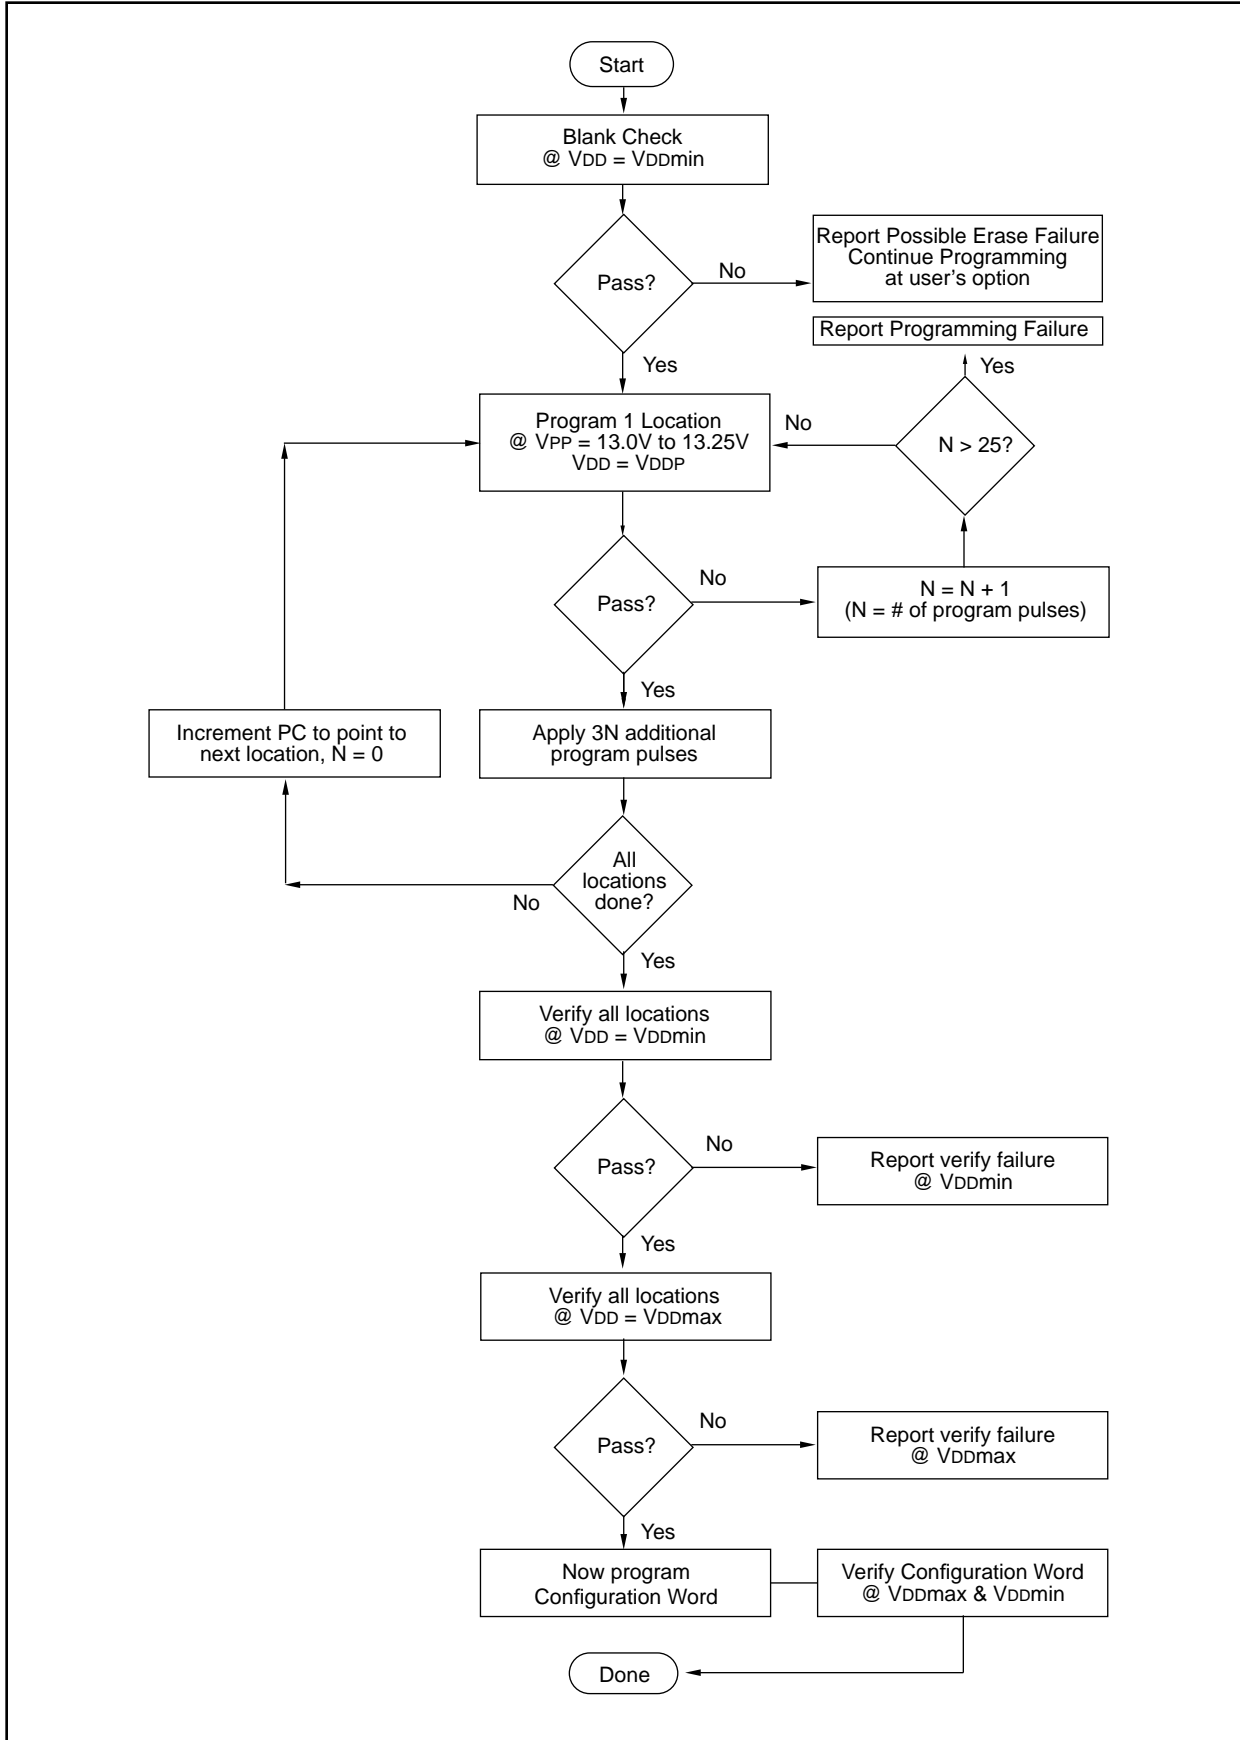 Start
Blank Check
@ VDD = VDDmin
Pass?
No
Report Possible Erase Failure
Continue Programming
at user's option
Yes
Report Programming Failure
Yes
N > 25?
No
Program 1 Location
@ VPP = 13.0V to 13.25V
VDD = VDDP
Pass?
No
N = N + 1
(N = # of program pulses)
Yes
Increment PC to point to
next location, N = 0
Apply 3N additional
program pulses
All
locations
done?
No
Yes
Verify all locations
@ VDD = VDDmin
Pass?
No
Report verify failure
@ VDDmin
Yes
Verify all locations
@ VDD = VDDmax
Pass?
No
Report verify failure
@ VDDmax
Yes
Now program
Configuration Word
Verify Configuration Word
@ VDDmax & VDDmin
Done